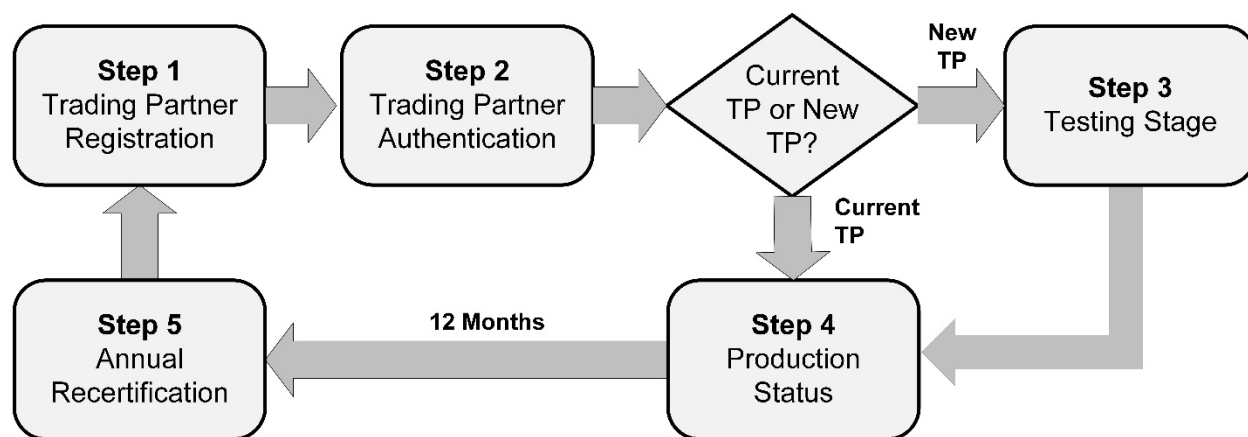 Step 1
Trading Partner
Registration
Step 2
Trading Partner
Authentication
Current
TP or New
TP?
New
TP
Step 3
Testing Stage
Current
TP
Step 5
Annual
Recertification
12 Months
Step 4
Production
Status